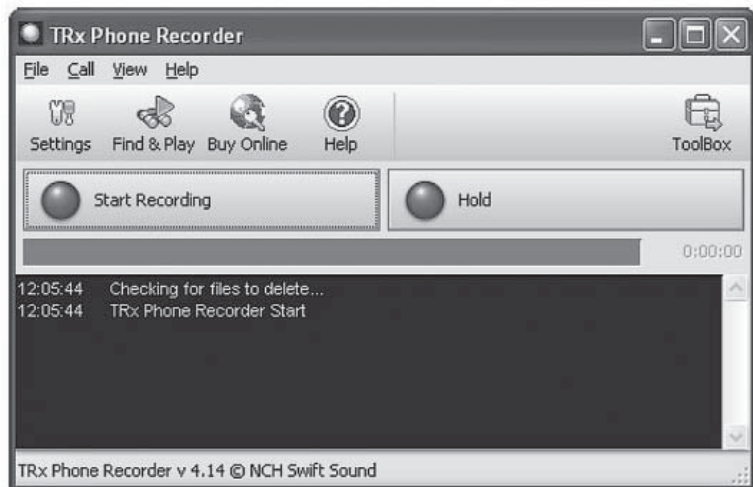 TRx Phone Recorder
File Call View Help
Settings Find & Play Buy Online Help ToolBox
Start Recording Hold
0:00:00
12:05:44 Checking for files to delete...
12:05:44 TRx Phone Recorder Start
TRx Phone Recorder v 4.14 © NCH Swift Sound